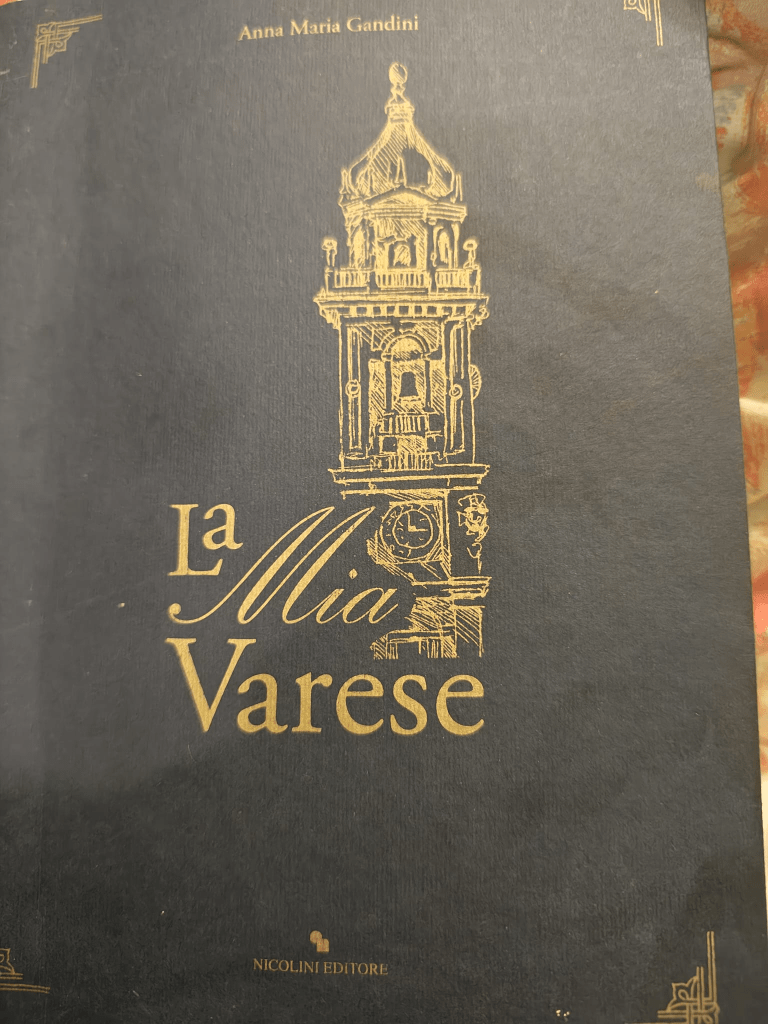 Anna Maria Gandini
La
Mia
Varese
NICOLINI EDITORE